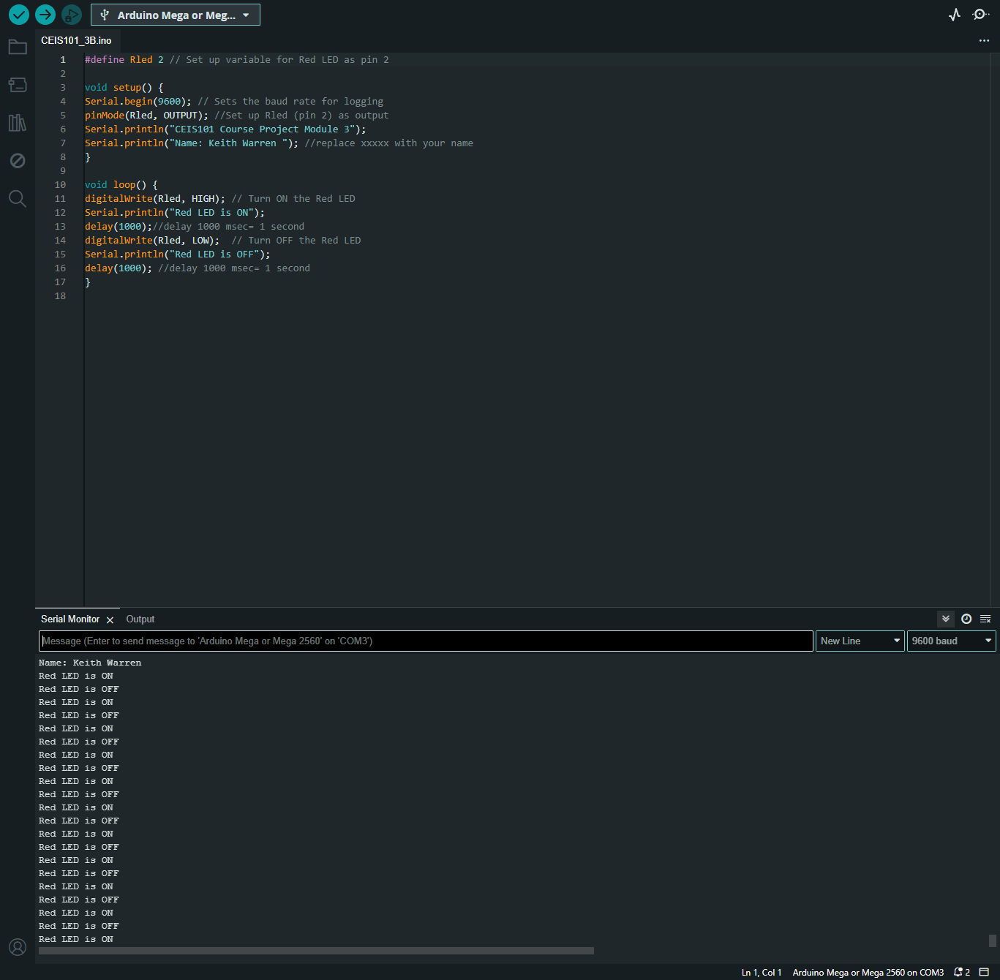 Arduino Mega or Meg...
CEIS101_3B.ino
1 #define Rled 2 // Set up variable for Red LED as pin 2
2
3 void setup() {
4 Serial.begin(9600); // Sets the baud rate for logging
5 pinMode(Rled, OUTPUT); //Set up Rled (pin 2) as output
6 Serial.println("CEIS101 Course Project Module 3");
7 Serial.println("Name: Keith Warren "); //replace xxxxx with your name
8 }
9
10 void loop() {
11 digitalWrite(Rled, HIGH); // Turn ON the Red LED
12 Serial.println("Red LED is ON");
13 delay(1000);//delay 1000 msec= 1 second
14 digitalWrite(Rled, LOW);  // Turn OFF the Red LED
15 Serial.println("Red LED is OFF");
16 delay(1000); //delay 1000 msec= 1 second
17 }
18
Serial Monitor Output
Message (Enter to send message to 'Arduino Mega or Mega 2560' on 'COM3') New Line 9600 baud
Name: Keith Warren
Red LED is ON
Red LED is OFF
Red LED is ON
Red LED is OFF
Red LED is ON
Red LED is OFF
Red LED is ON
Red LED is OFF
Red LED is ON
Red LED is OFF
Red LED is ON
Red LED is OFF
Red LED is ON
Red LED is OFF
Red LED is ON
Red LED is OFF
Red LED is ON
Red LED is OFF
Red LED is ON
Red LED is OFF
Red LED is ON
Ln 1, Col 1 Arduino Mega or Mega 2560 on COM3 2